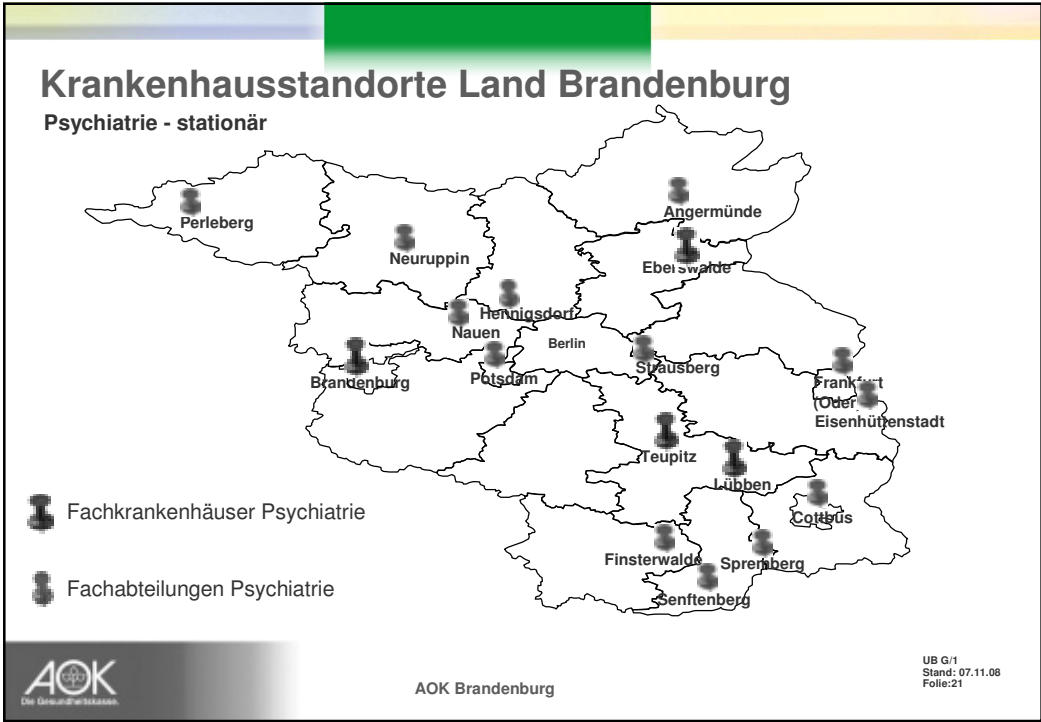 Krankenhausstandorte Land Brandenburg
Psychiatrie - stationär
Perleberg
Angermünde
Neuruppin
Eberswalde
Hennigsdorf
Nauen
Berlin
Brandenburg
Potsdam
Strausberg
Frankfurt
(Oder
Eisenhüttenstadt
Teupitz
Lübben
Cottbus
Finsterwalde
Spremberg
Senftenberg
Fachkrankenhäuser Psychiatrie
Fachabteilungen Psychiatrie
AOK
Die Gesundheitskasse.
AOK Brandenburg
UB G/1
Stand: 07.11.08
Folie:21